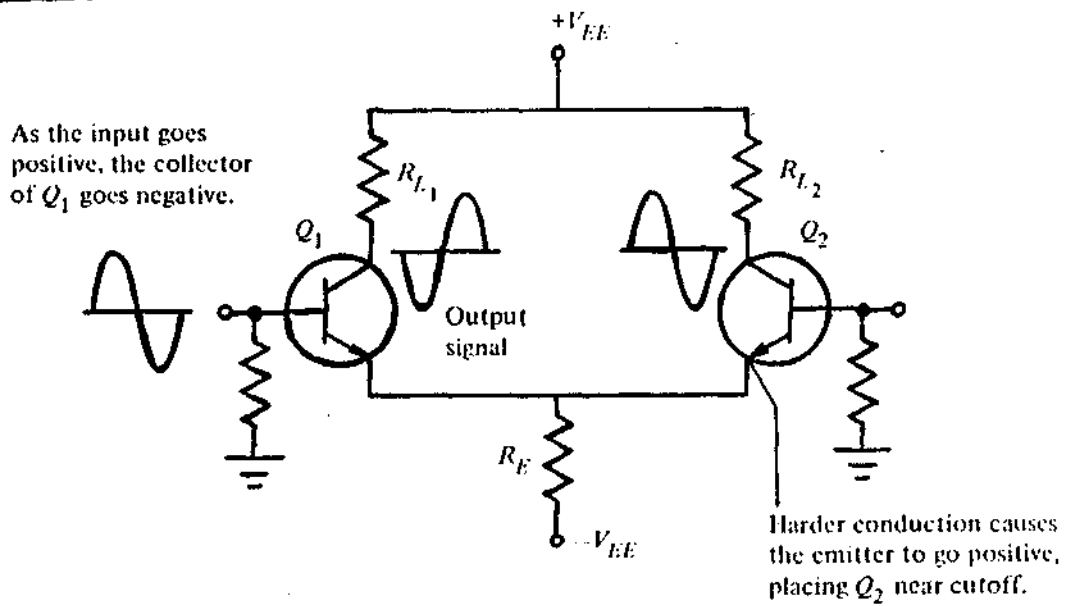 +V_EE
As the input goes
positive, the collector
of Q₁ goes negative.
R_L₁
R_L₂
Q₁
Q₂
Output
signal
R_E
-V_EE
Harder conduction causes
the emitter to go positive,
placing Q₂ near cutoff.